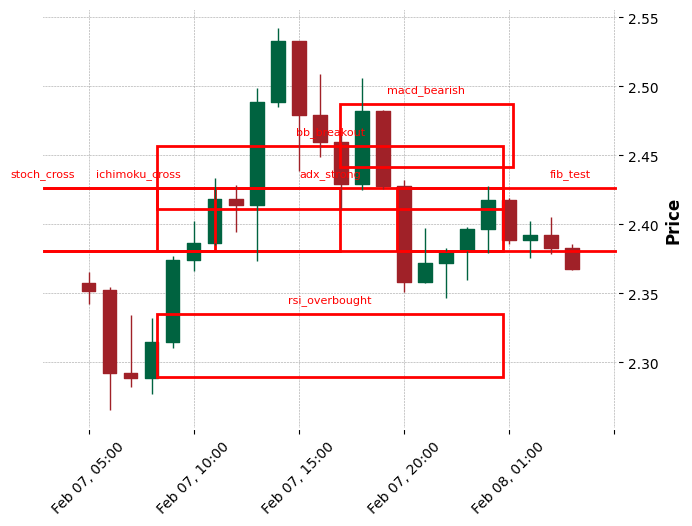 2.55
2.50
macd_bearish
2.45
stoch_cross
ichimoku_cross
fib_test
2.40
Price
2.35
rsi_overbought
2.30
Feb 07, 05:00
Feb 07, 10:00
Feb 07, 15:00
Feb 07, 20:00
Feb 08, 01:00